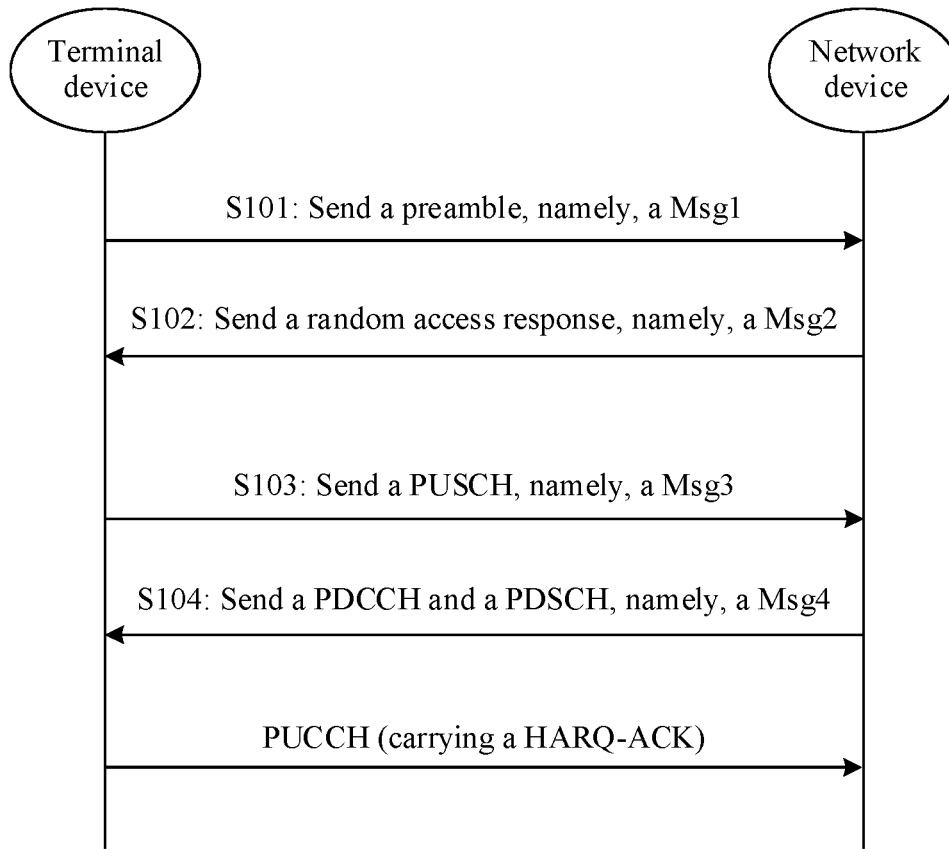 Terminal
device
Network
device
S101: Send a preamble, namely, a Msg1
S102: Send a random access response, namely, a Msg2
S103: Send a PUSCH, namely, a Msg3
S104: Send a PDCCH and a PDSCH, namely, a Msg4
PUCCH (carrying a HARQ-ACK)